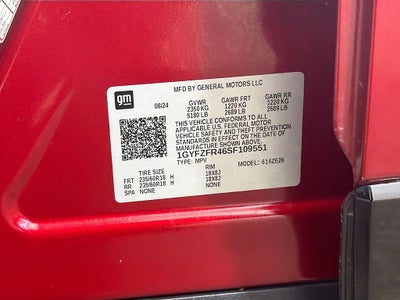 gm
MFD BY GENERAL MOTORS LLC
08/24 GVWR GAWR FRT GAWR RR
2350 KG 1220 KG 1220 KG
5180 LB 2689 LB 2689 LB
THIS VEHICLE CONFORMS TO ALL
APPLICABLE U.S. FEDERAL MOTOR
VEHICLE SAFETY AND THEFT PREVENTION
STANDARDS IN EFFECT ON THE DATE OF
MANUFACTURE SHOWN ABOVE.
1GYFZFR46SF109551
TYPE: MPV MODEL: 6162E26
TIRE SIZE RIM
FRT 235/60R18 H 18X8J
RR 235/60R18 H 18X8J
SPA NONE NONE